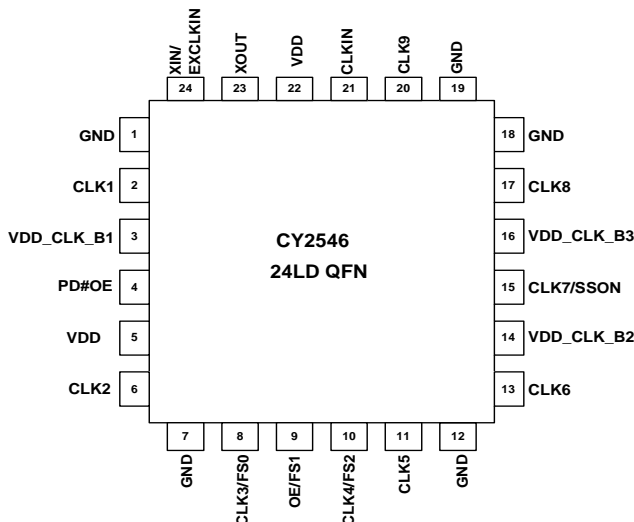 XIN/
EXCLKIN
XOUT
VDD
CLKIN
CLK9
GND
24
23
22
21
20
19
GND 1
18 GND
CLK1 2
17 CLK8
VDD_CLK_B1 3
16 VDD_CLK_B3
CY2546
24LD QFN
PD#OE 4
15 CLK7/SSON
VDD 5
14 VDD_CLK_B2
CLK2 6
13 CLK6
7
8
9
10
11
12
GND
CLK3/FS0
OE/FS1
CLK4/FS2
CLK5
GND